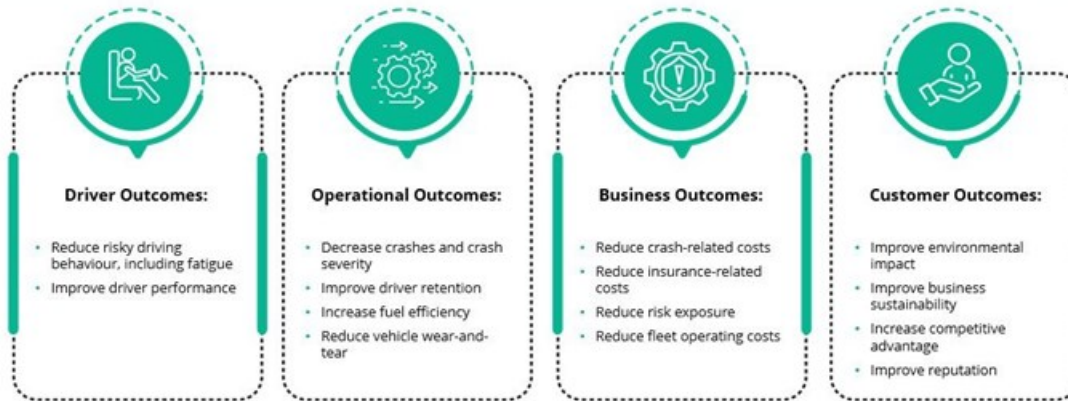 Driver Outcomes:
• Reduce risky driving
behaviour, including fatigue
• Improve driver performance
Operational Outcomes:
• Decrease crashes and crash
severity
• Improve driver retention
• Increase fuel efficiency
• Reduce vehicle wear-and-
tear
Business Outcomes:
• Reduce crash-related costs
• Reduce insurance-related
costs
• Reduce risk exposure
• Reduce fleet operating costs
Customer Outcomes:
• Improve environmental
impact
• Improve business
sustainability
• Increase competitive
advantage
• Improve reputation